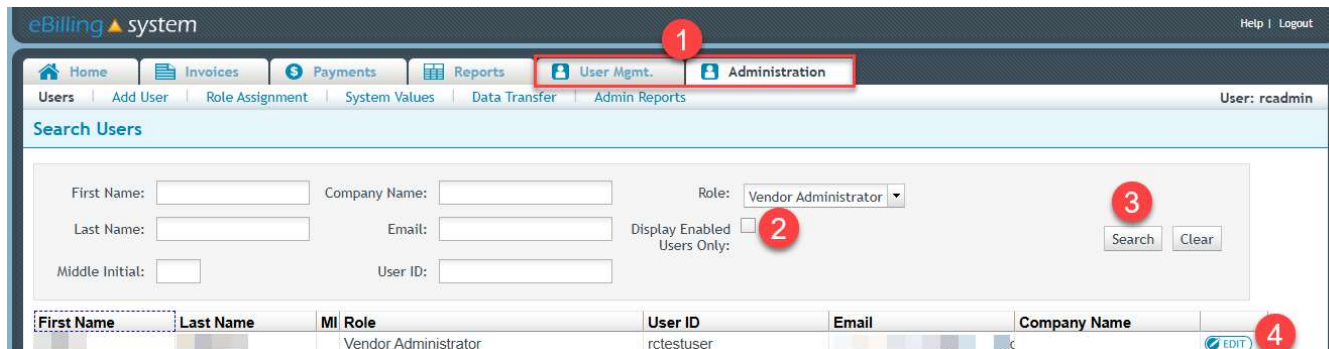 eBilling system
Help | Logout
1
Home Invoices Payments Reports User Mgmt. Administration
Users | Add User | Role Assignment | System Values | Data Transfer | Admin Reports
User: rcadmin
Search Users
First Name: Company Name: Role: Vendor Administrator
Last Name: Email: Display Enabled Users Only: 2
3
Search Clear
Middle Initial: User ID:
First Name Last Name MI Role User ID Email Company Name
Vendor Administrator rctestuser EDIT 4